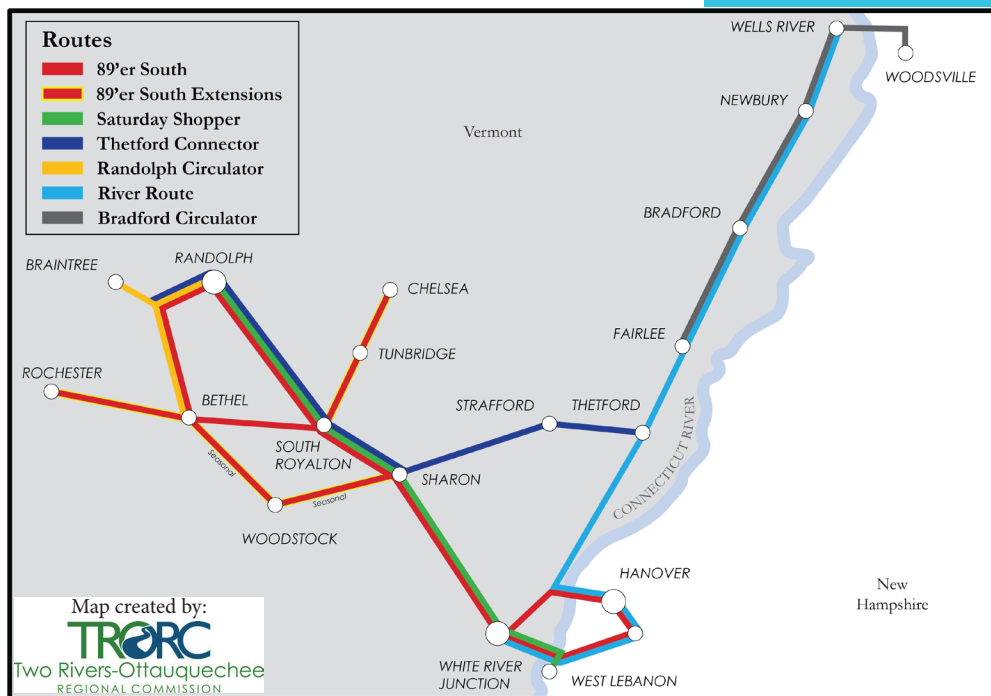 Routes
89'er South
89'er South Extensions
Saturday Shopper
Thetford Connector
Randolph Circulator
River Route
Bradford Circulator
WELLS RIVER
WOODSVILLE
NEWBURY
Vermont
BRADFORD
BRAINTREE
RANDOLPH
CHELSEA
FAIRLEE
TUNBRIDGE
ROCHESTER
BETHEL
STRAFFORD
THETFORD
SOUTH
ROYALTON
SHARON
Seasonal
Seasonal
CONNECTICUT RIVER
WOODSTOCK
HANOVER
New
Hampshire
WHITE RIVER
JUNCTION
WEST LEBANON
Map created by:
TRORC
Two Rivers-Ottauquechee
REGIONAL COMMISSION